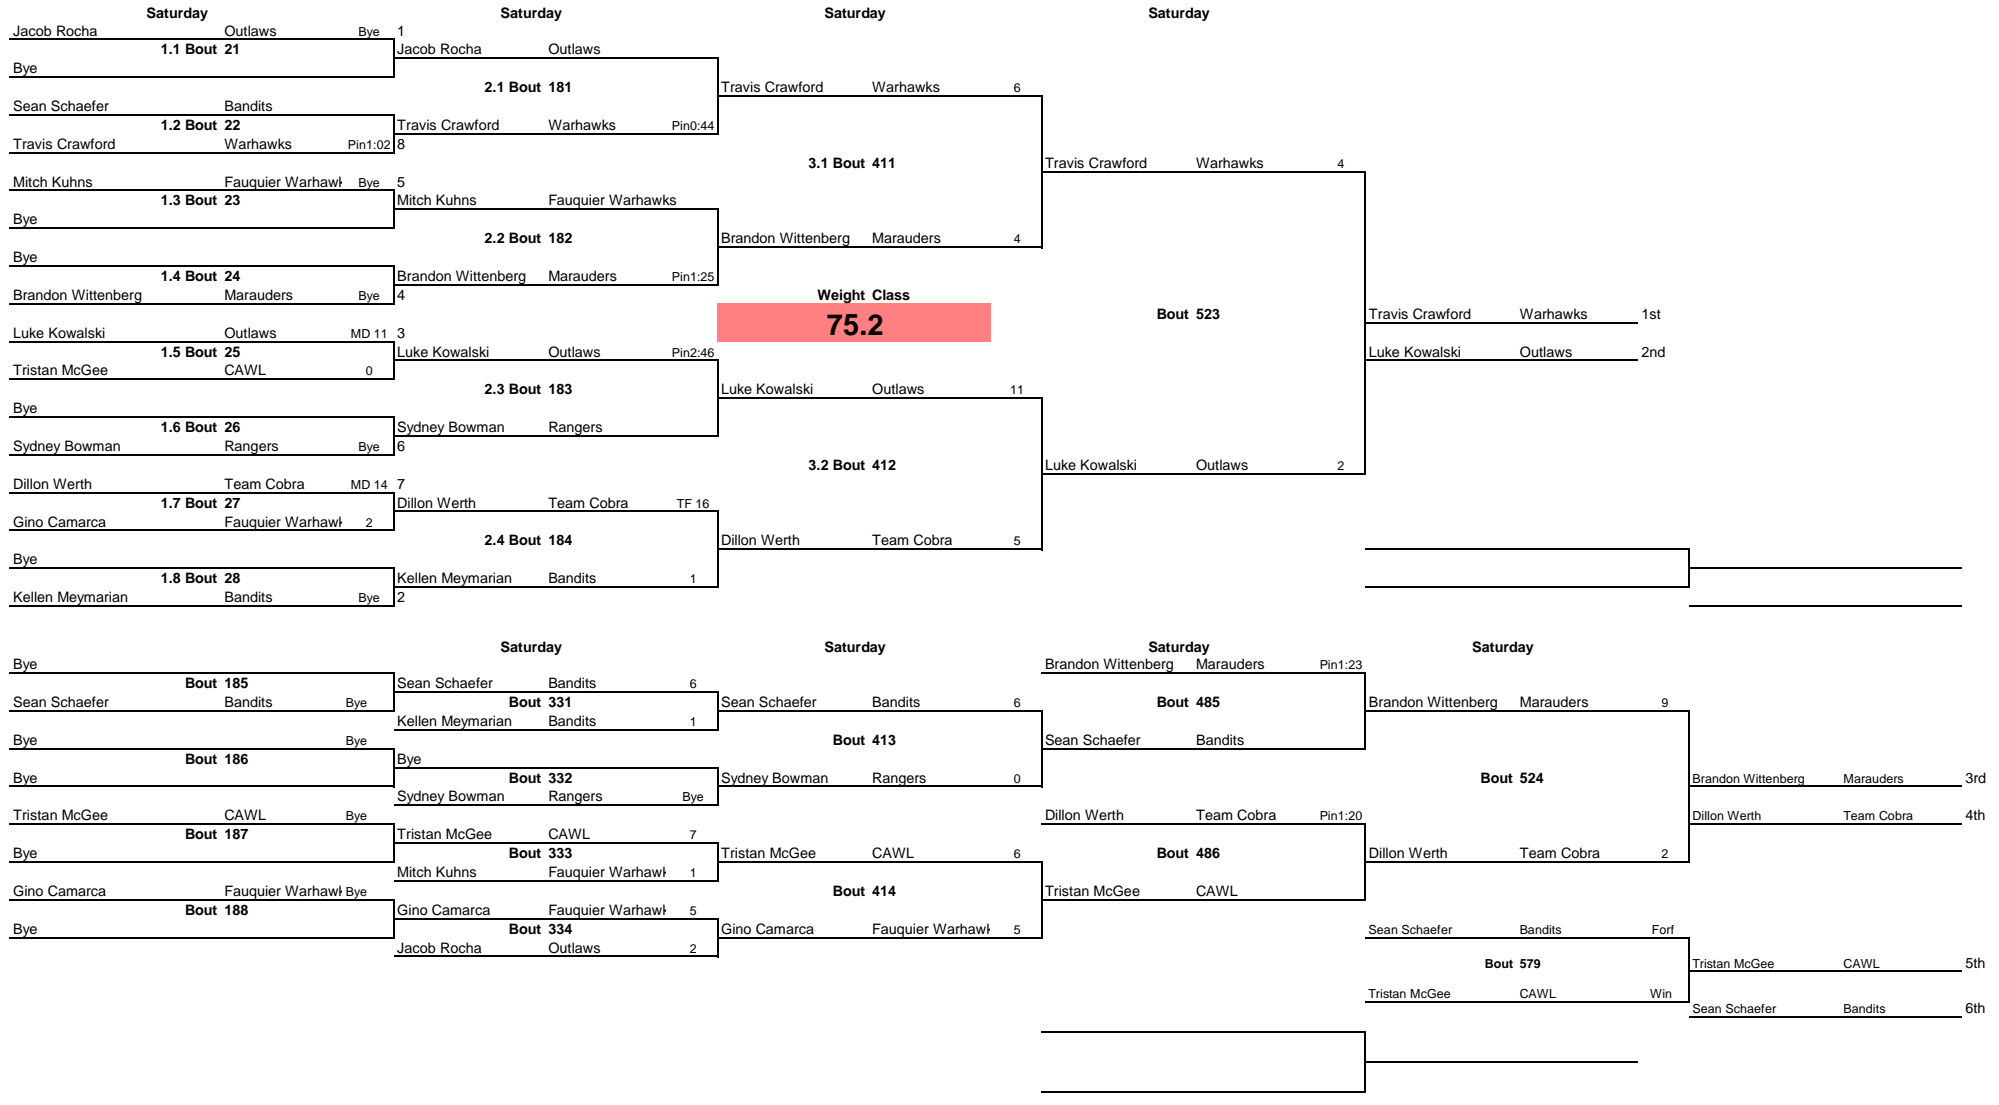 Saturday Saturday Saturday Saturday
Jacob Rocha Outlaws Bye 1
1.1 Bout 21 Jacob Rocha Outlaws
Bye
2.1 Bout 181 Travis Crawford Warhawks 6
Sean Schaefer Bandits
1.2 Bout 22 Travis Crawford Warhawks Pin0:44
Travis Crawford Warhawks Pin1:02 8
3.1 Bout 411 Travis Crawford Warhawks 4
Mitch Kuhns Fauquier Warhawk Bye 5
1.3 Bout 23 Mitch Kuhns Fauquier Warhawks
Bye
2.2 Bout 182 Brandon Wittenberg Marauders 4
Bye
1.4 Bout 24 Brandon Wittenberg Marauders Pin1:25
Brandon Wittenberg Marauders Bye 4 Weight Class
75.2 Bout 523 Travis Crawford Warhawks 1st
Luke Kowalski Outlaws MD 11 3
1.5 Bout 25 Luke Kowalski Outlaws Pin2:46 Luke Kowalski Outlaws 2nd
Tristan McGee CAWL 0
2.3 Bout 183 Luke Kowalski Outlaws 11
Bye
1.6 Bout 26 Sydney Bowman Rangers
Sydney Bowman Rangers Bye 6
3.2 Bout 412 Luke Kowalski Outlaws 2
Dillon Werth Team Cobra MD 14 7
1.7 Bout 27 Dillon Werth Team Cobra TF 16
Gino Camarca Fauquier Warhawk 2
2.4 Bout 184 Dillon Werth Team Cobra 5
Bye
1.8 Bout 28 Kellen Meymarian Bandits 1
Kellen Meymarian Bandits Bye 2
Saturday Saturday Saturday Saturday
Bye Brandon Wittenberg Marauders Pin1:23
Bout 185 Sean Schaefer Bandits 6
Sean Schaefer Bandits Bye Bout 331 Sean Schaefer Bandits 6 Bout 485 Brandon Wittenberg Marauders 9
Kellen Meymarian Bandits 1
Bye Bye Bout 413 Sean Schaefer Bandits
Bout 186 Bye
Bye Bout 332 Sydney Bowman Rangers 0 Bout 524 Brandon Wittenberg Marauders 3rd
Sydney Bowman Rangers Bye
Tristan McGee CAWL Bye Dillon Werth Team Cobra Pin1:20 Dillon Werth Team Cobra 4th
Bout 187 Tristan McGee CAWL 7
Bye Bout 333 Tristan McGee CAWL 6 Bout 486 Dillon Werth Team Cobra 2
Mitch Kuhns Fauquier Warhawk 1
Gino Camarca Fauquier Warhawk Bye Bout 414 Tristan McGee CAWL
Bout 188 Gino Camarca Fauquier Warhawk 5
Bye Bout 334 Gino Camarca Fauquier Warhawk 5 Sean Schaefer Bandits Forf
Jacob Rocha Outlaws 2
Bout 579 Tristan McGee CAWL 5th
Tristan McGee CAWL Win
Sean Schaefer Bandits 6th